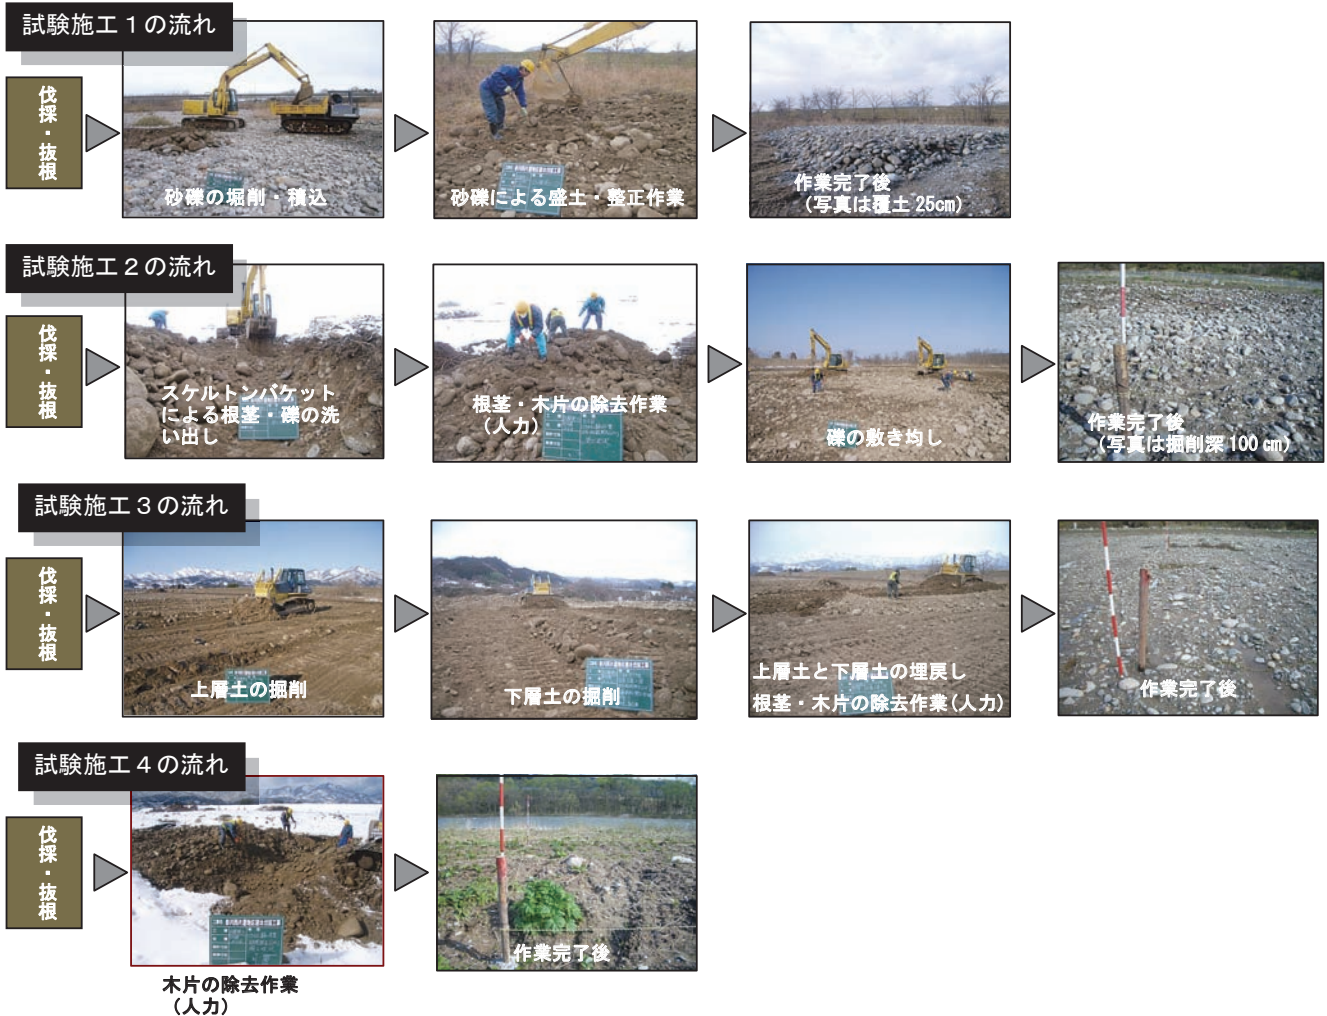 試験施工１の流れ
伐採・抜根
砂礫の堀削・積込
砂礫による盛土・整正作業
作業完了後
（写真は覆土 25cm）
試験施工２の流れ
伐採・抜根
スケルトンバケット
による根茎・礫の洗
い出し
根茎・木片の除去作業
（人力）
礫の敷き均し
作業完了後
（写真は掘削深 100 cm）
試験施工３の流れ
伐採・抜根
上層土の掘削
下層土の掘削
上層土と下層土の埋戻し
根茎・木片の除去作業(人力)
作業完了後
試験施工４の流れ
伐採・抜根
木片の除去作業
（人力）
作業完了後